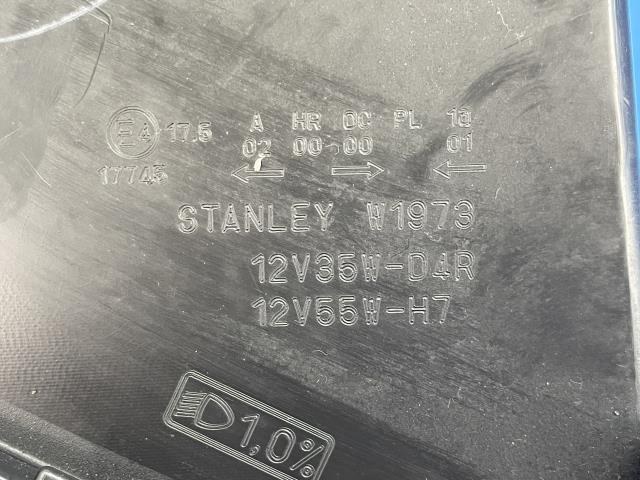 E4 17.5 A HR DC PL 1a
02 00 00 01
17745 ← → ←
STANLEY W1973
12V35W-D4R
12V55W-H7
1,0%